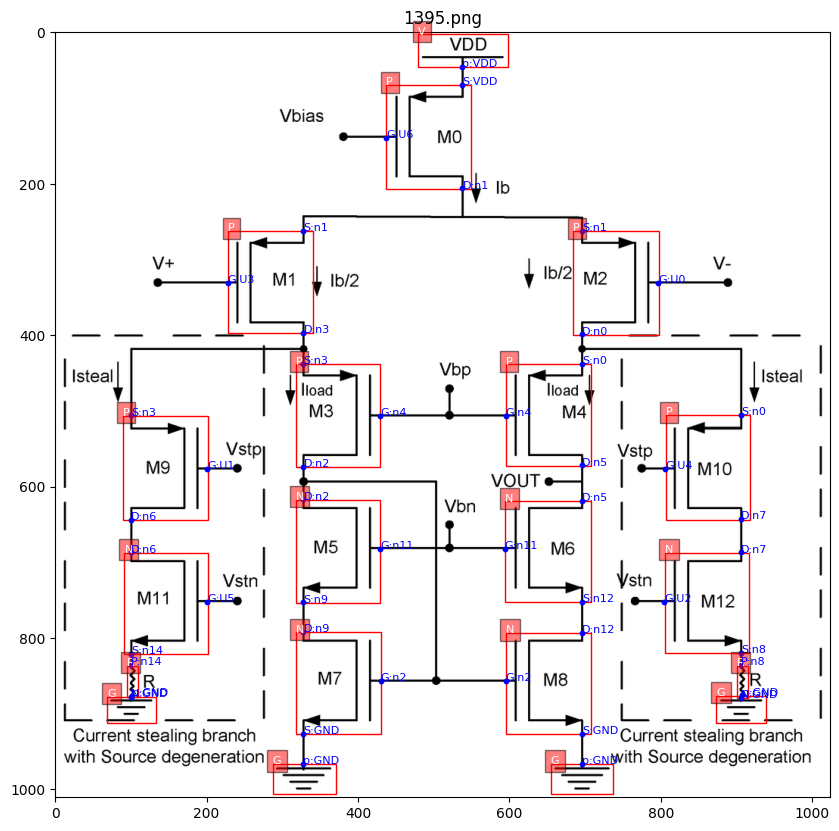 1395.png
0
V
VDD
p:VDD
P
S:VDD
Vbias
G:U6
M0
200
D:n1
Ib
P
S:n1
P
S:n1
V+
V-
G:U3
M1
Ib/2
Ib/2
M2
G:U0
400
D:n3
D:n0
Isteal
P
S:n3
Vbp
P
S:n0
Isteal
Iload
Iload
P
S:n3
M3
G:n4
G:n4
M4
P
S:n0
Vstp
Vstp
M9
G:U1
D:n2
D:n5
G:U4
M10
VOUT
600
N
D:n2
N
D:n5
D:n6
Vbn
D:n7
N
D:n6
M5
G:n11
G:n11
M6
N
D:n7
Vstn
Vstn
M11
G:U5
S:n9
S:n12
G:U2
M12
N
D:n9
N
D:n12
800
S:n14
P:n14
S:n8
P:n8
R
M7
G:n2
G:n2
M8
R
G
p:GND
G
p:GND
S:GND
S:GND
Current stealing branch
with Source degeneration
Current stealing branch
with Source degeneration
G
p:GND
G
p:GND
1000
0
200
400
600
800
1000